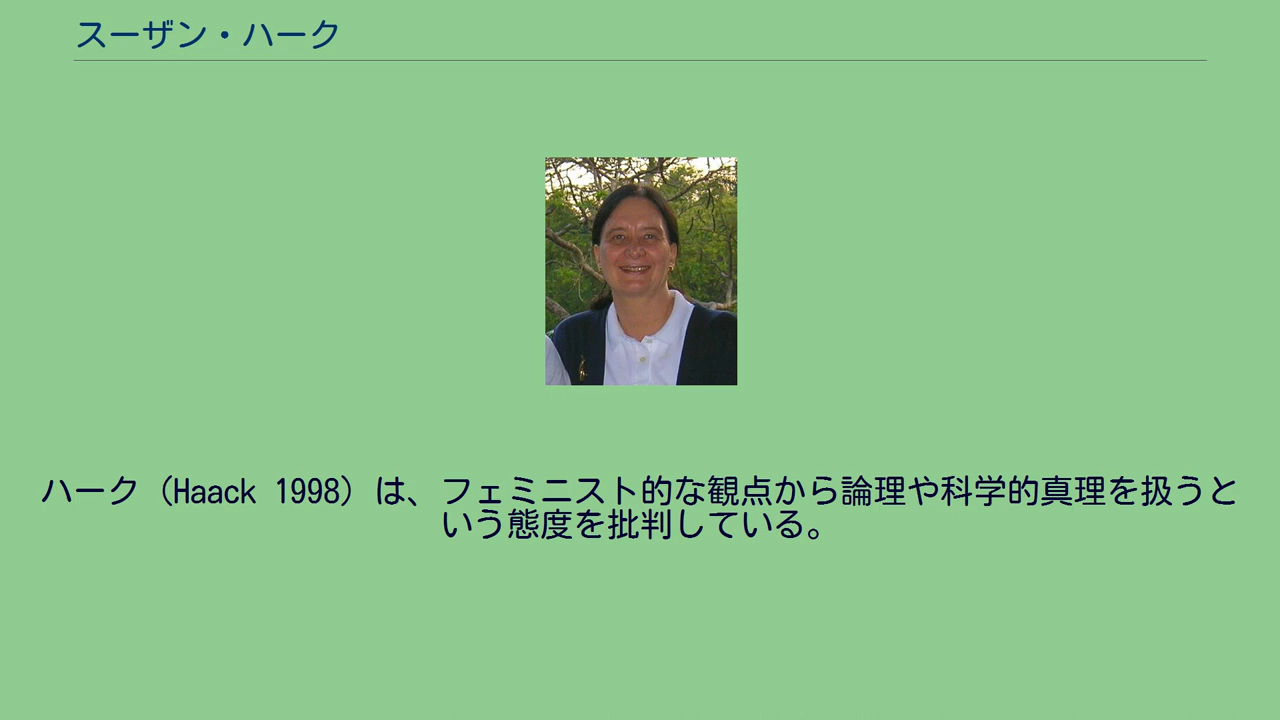 スーザン・ハーク
ハーク（Haack 1998）は、フェミニスト的な観点から論理や科学的真理を扱うと
いう態度を批判している。